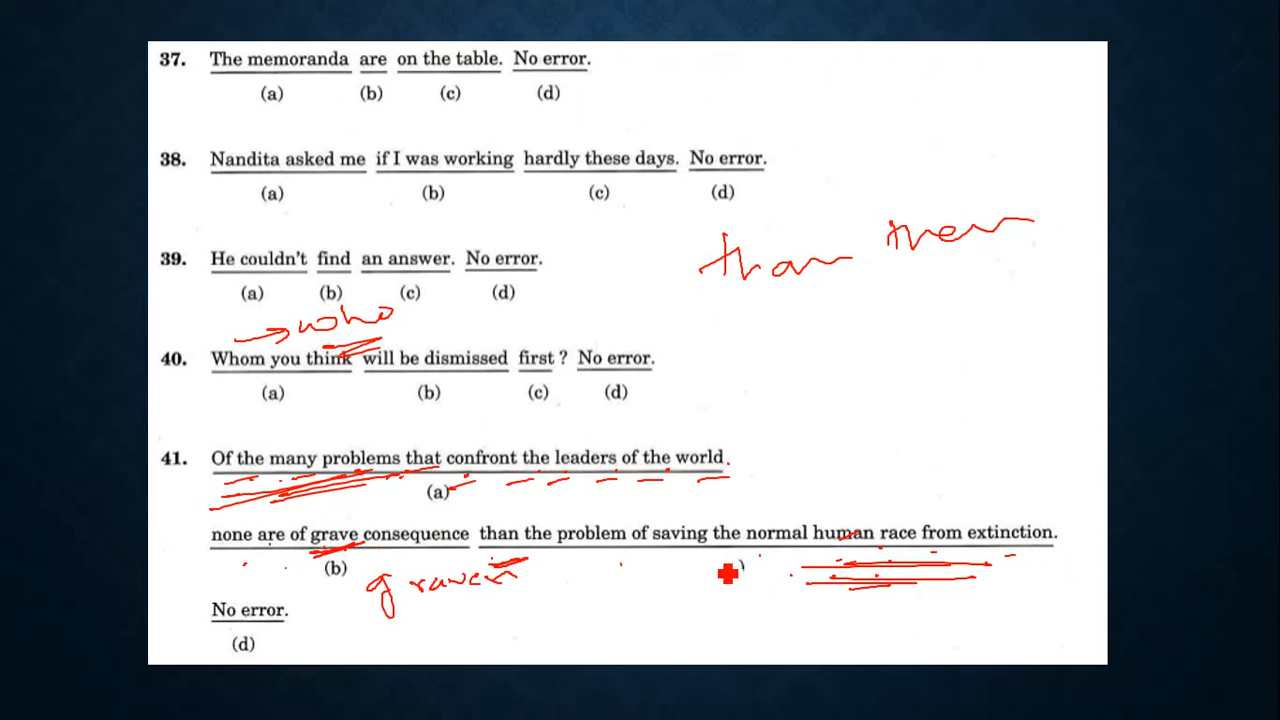 37. The memoranda are on the table. No error.
(a) (b) (c) (d)
38. Nandita asked me if I was working hardly these days. No error.
(a) (b) (c) (d)
than then
39. He couldn't find an answer. No error.
(a) (b) (c) (d)
who
40. Whom you think will be dismissed first ? No error.
(a) (b) (c) (d)
41. Of the many problems that confront the leaders of the world.
(a)
none are of grave consequence than the problem of saving the normal human race from extinction.
(b) )
graver
No error.
(d)